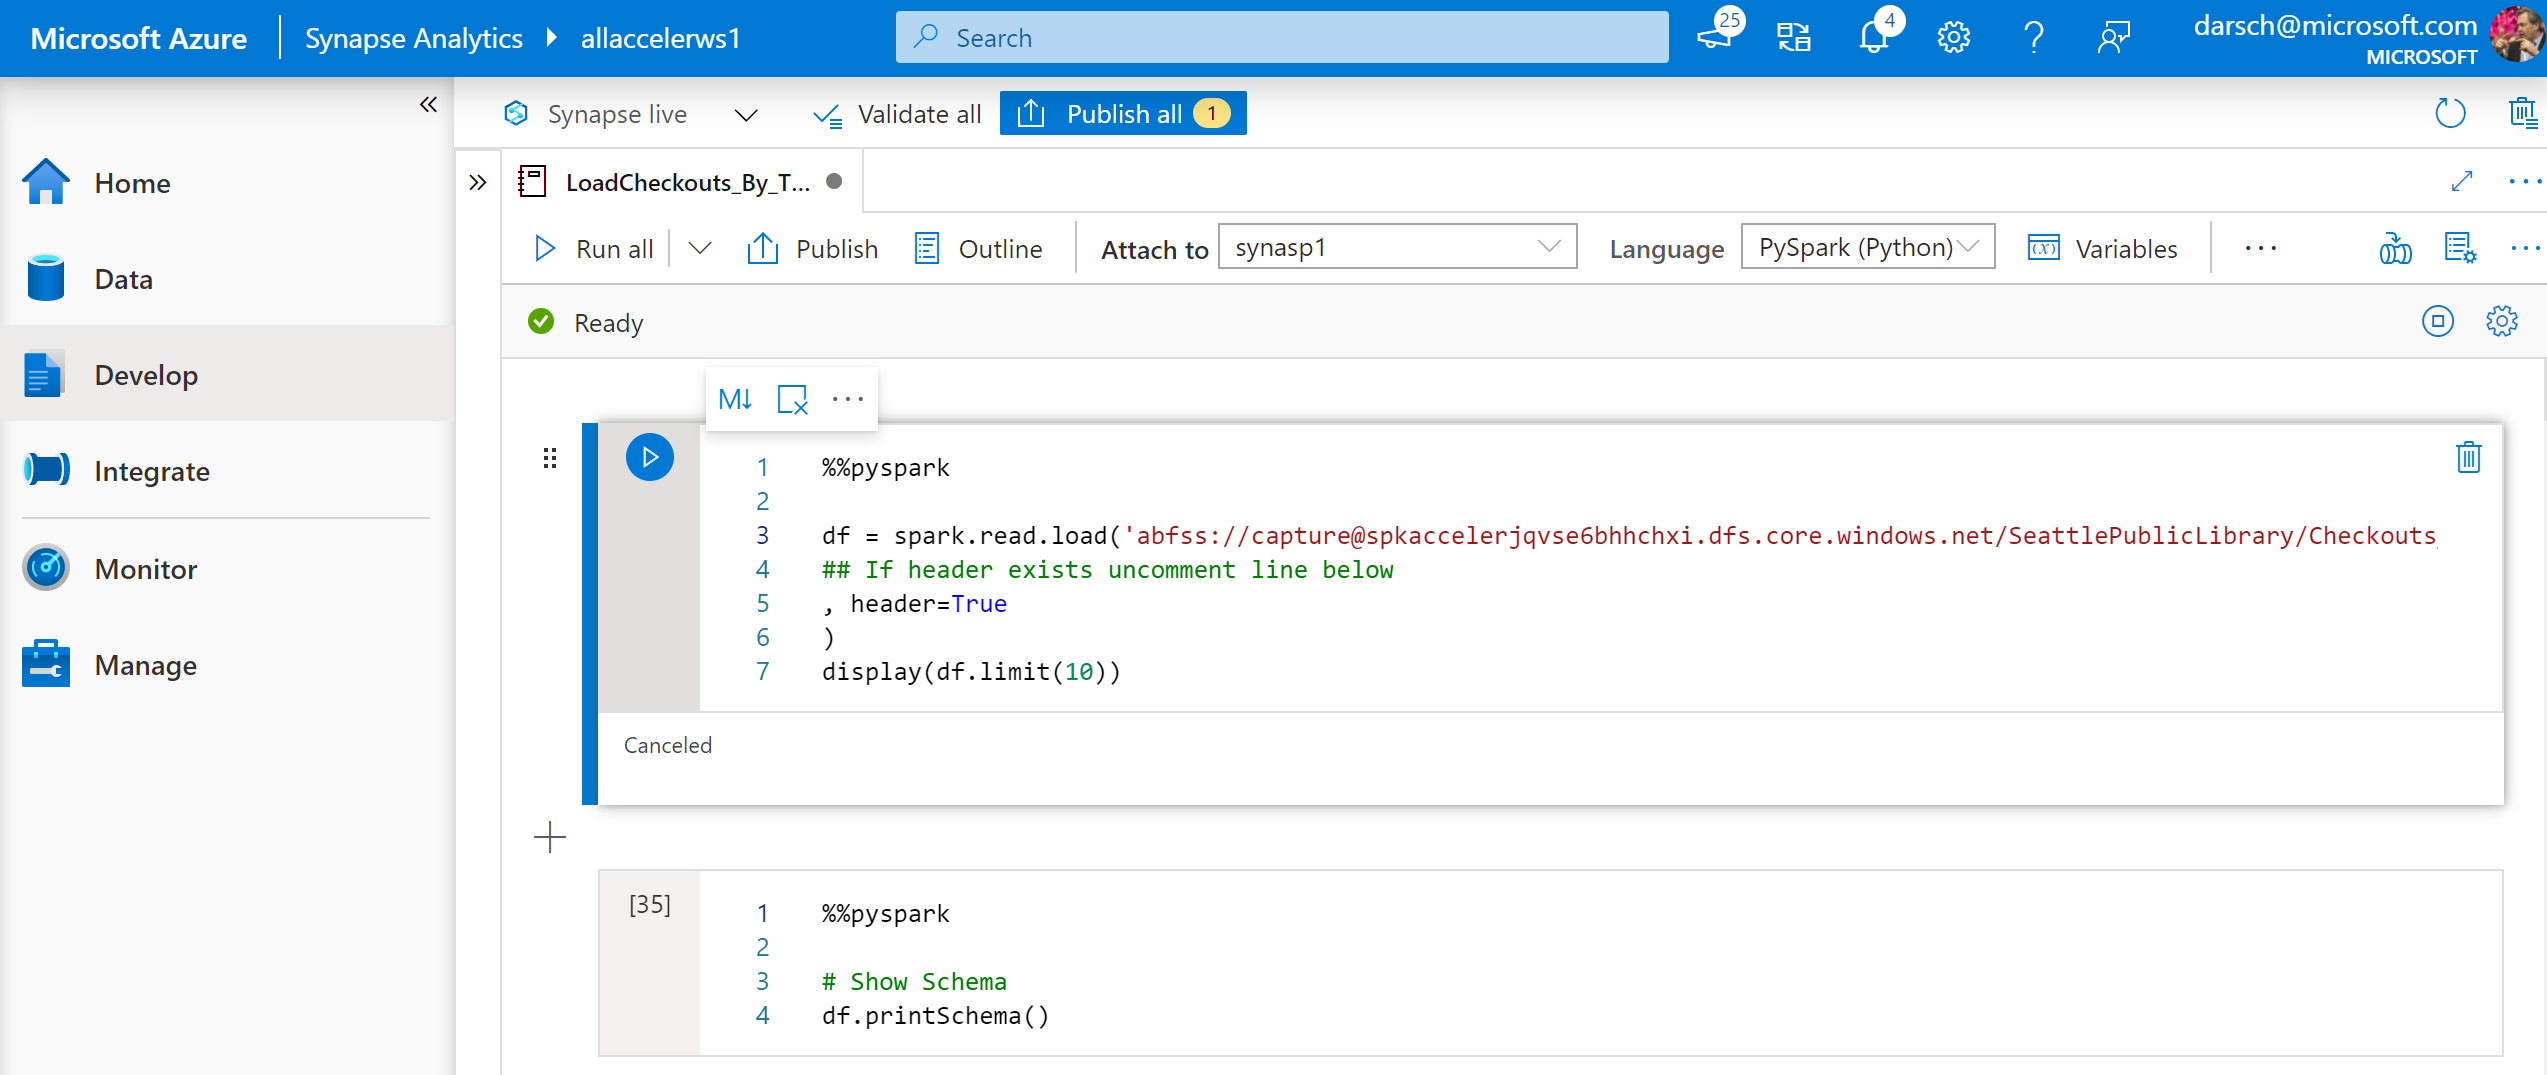 Microsoft Azure
Synapse Analytics
allaccelerws1
Search
25
4
darsch@microsoft.com
MICROSOFT
Synapse live
Validate all
Publish all 1
Home
Data
Develop
Integrate
Monitor
Manage
LoadCheckouts_By_T...
Run all
Publish
Outline
Attach to
synasp1
Language
PySpark (Python)
Variables
Ready
M↓
1 %%pyspark
2
3 df = spark.read.load('abfss://capture@spkaccelerjqvse6bhhchxi.dfs.core.windows.net/SeattlePublicLibrary/Checkouts_
4 ## If header exists uncomment line below
5 , header=True
6 )
7 display(df.limit(10))
Canceled
[35]
1 %%pyspark
2
3 # Show Schema
4 df.printSchema()